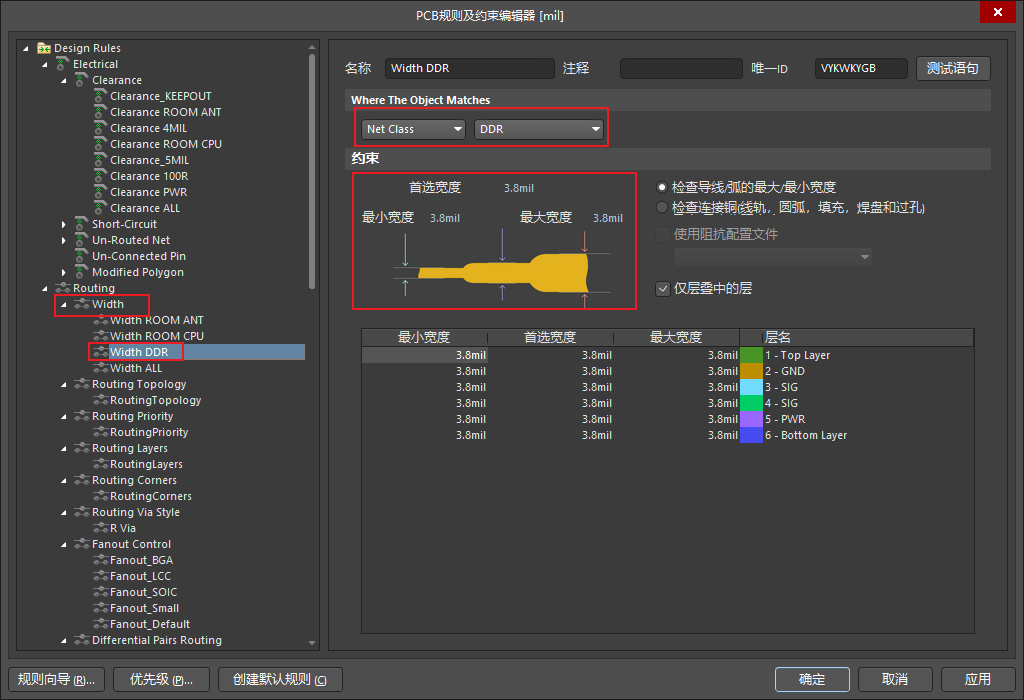 PCB规则及约束编辑器 [mil]
Design Rules
Electrical
Clearance
Clearance_KEEPOUT
Clearance ROOM ANT
Clearance 4MIL
Clearance ROOM CPU
Clearance_5MIL
Clearance 100R
Clearance PWR
Clearance ALL
Short-Circuit
Un-Routed Net
Un-Connected Pin
Modified Polygon
Routing
Width
Width ROOM ANT
Width ROOM CPU
Width DDR
Width ALL
Routing Topology
RoutingTopology
Routing Priority
RoutingPriority
Routing Layers
RoutingLayers
Routing Corners
RoutingCorners
Routing Via Style
R Via
Fanout Control
Fanout_BGA
Fanout_LCC
Fanout_SOIC
Fanout_Small
Fanout_Default
Differential Pairs Routing
名称 Width DDR 注释 唯一ID VYKWKYGB 测试语句
Where The Object Matches
Net Class DDR
约束
首选宽度 3.8mil
最小宽度 3.8mil 最大宽度 3.8mil
检查导线/弧的最大/最小宽度
检查连接铜(线轨，圆弧，填充，焊盘和过孔)
使用阻抗配置文件
仅层叠中的层
最小宽度 首选宽度 最大宽度 层名
3.8mil 3.8mil 3.8mil 1 - Top Layer
3.8mil 3.8mil 3.8mil 2 - GND
3.8mil 3.8mil 3.8mil 3 - SIG
3.8mil 3.8mil 3.8mil 4 - SIG
3.8mil 3.8mil 3.8mil 5 - PWR
3.8mil 3.8mil 3.8mil 6 - Bottom Layer
规则向导 (R)... 优先级 (P)... 创建默认规则 (C) 确定 取消 应用